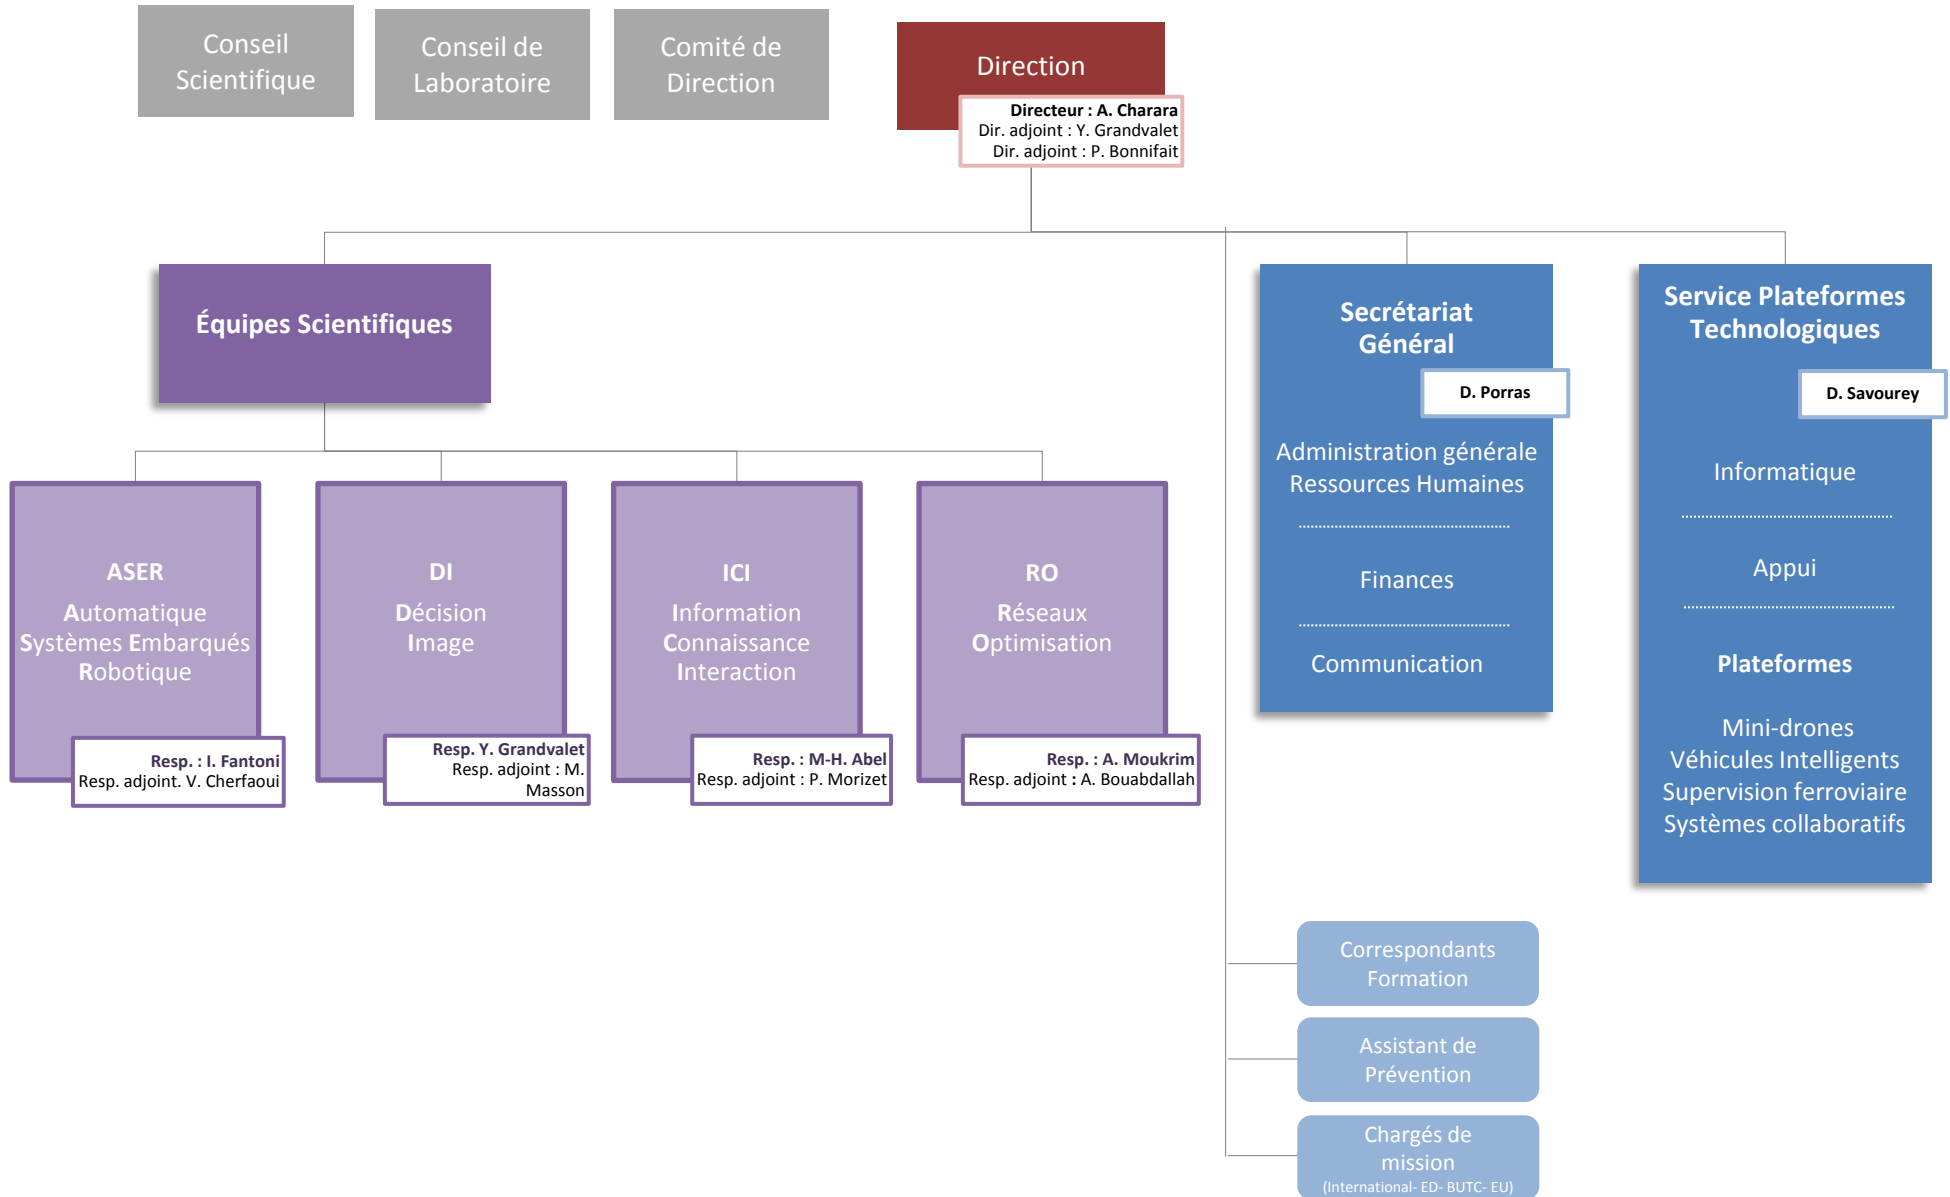 Conseil
Scientifique
Conseil de
Laboratoire
Comité de
Direction
Direction
Directeur : A. Charara
Dir. adjoint : Y. Grandvalet
Dir. adjoint : P. Bonnifait
Équipes Scientifiques
Secrétariat
Général
D. Porras
Administration générale
Ressources Humaines
Finances
Communication
Service Plateformes
Technologiques
D. Savourey
Informatique
Appui
Plateformes
Mini-drones
Véhicules Intelligents
Supervision ferroviaire
Systèmes collaboratifs
ASER
Automatique
Systèmes Embarqués
Robotique
Resp. : I. Fantoni
Resp. adjoint. V. Cherfaoui
DI
Décision
Image
Resp. Y. Grandvalet
Resp. adjoint : M.
Masson
ICI
Information
Connaissance
Interaction
Resp. : M-H. Abel
Resp. adjoint : P. Morizet
RO
Réseaux
Optimisation
Resp. : A. Moukrim
Resp. adjoint : A. Bouabdallah
Correspondants
Formation
Assistant de
Prévention
Chargés de
mission
(International- ED- BUTC- EU)